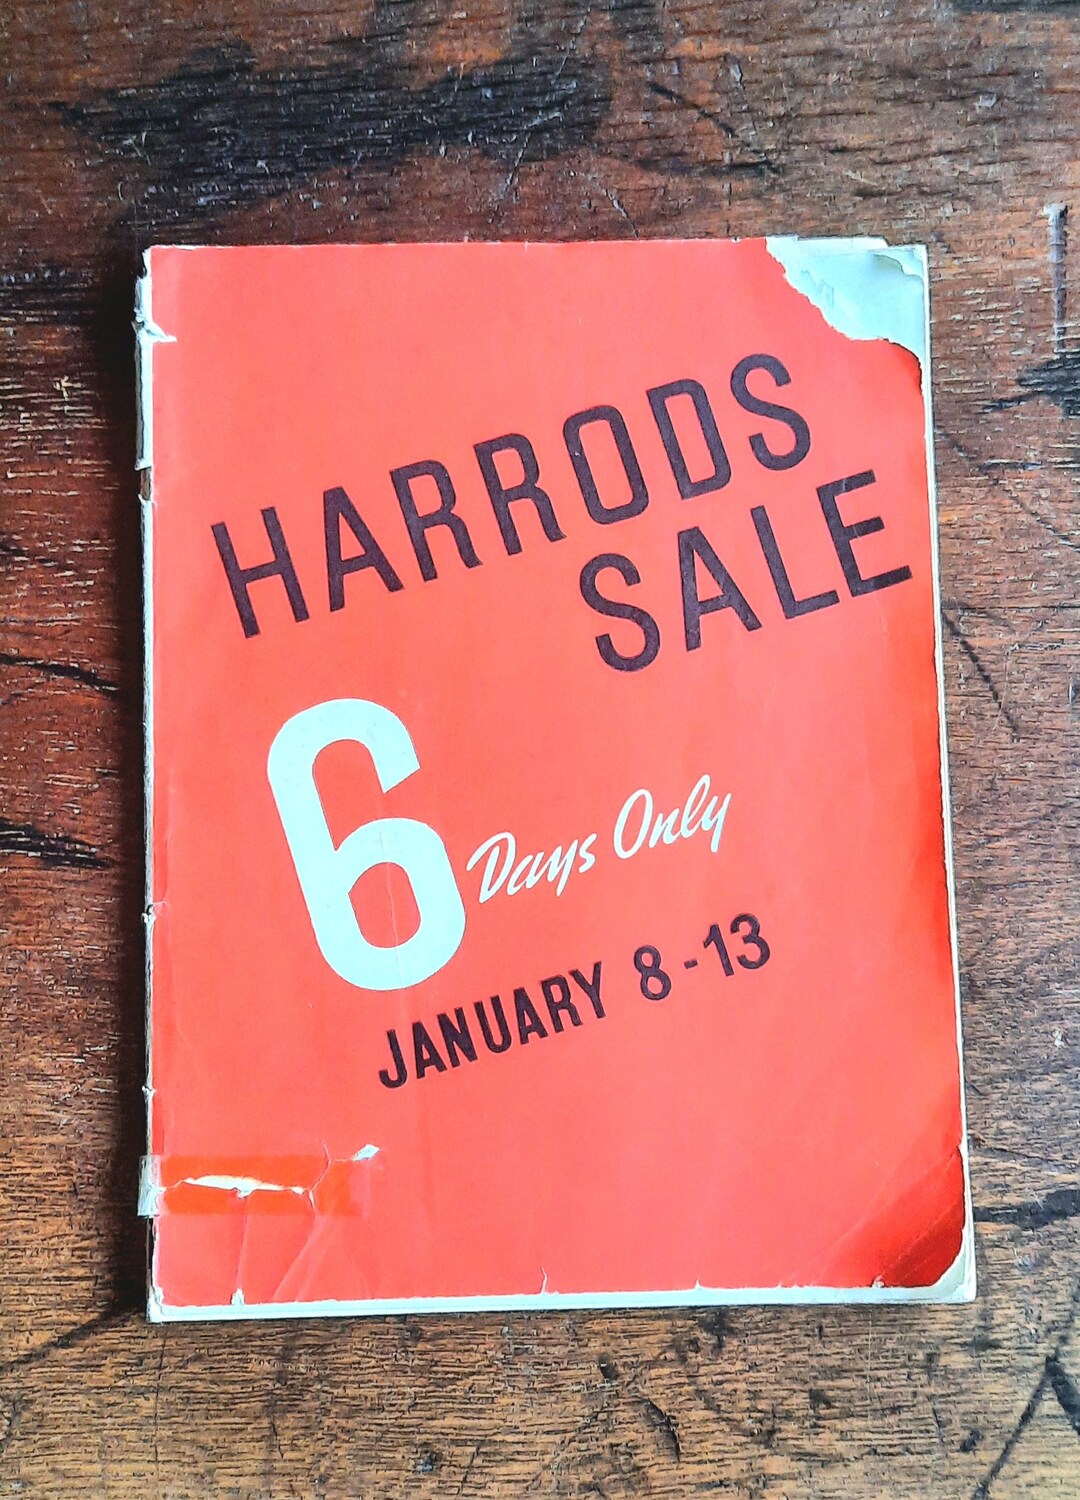 HARRODS
SALE
6 Days Only
JANUARY 8-13